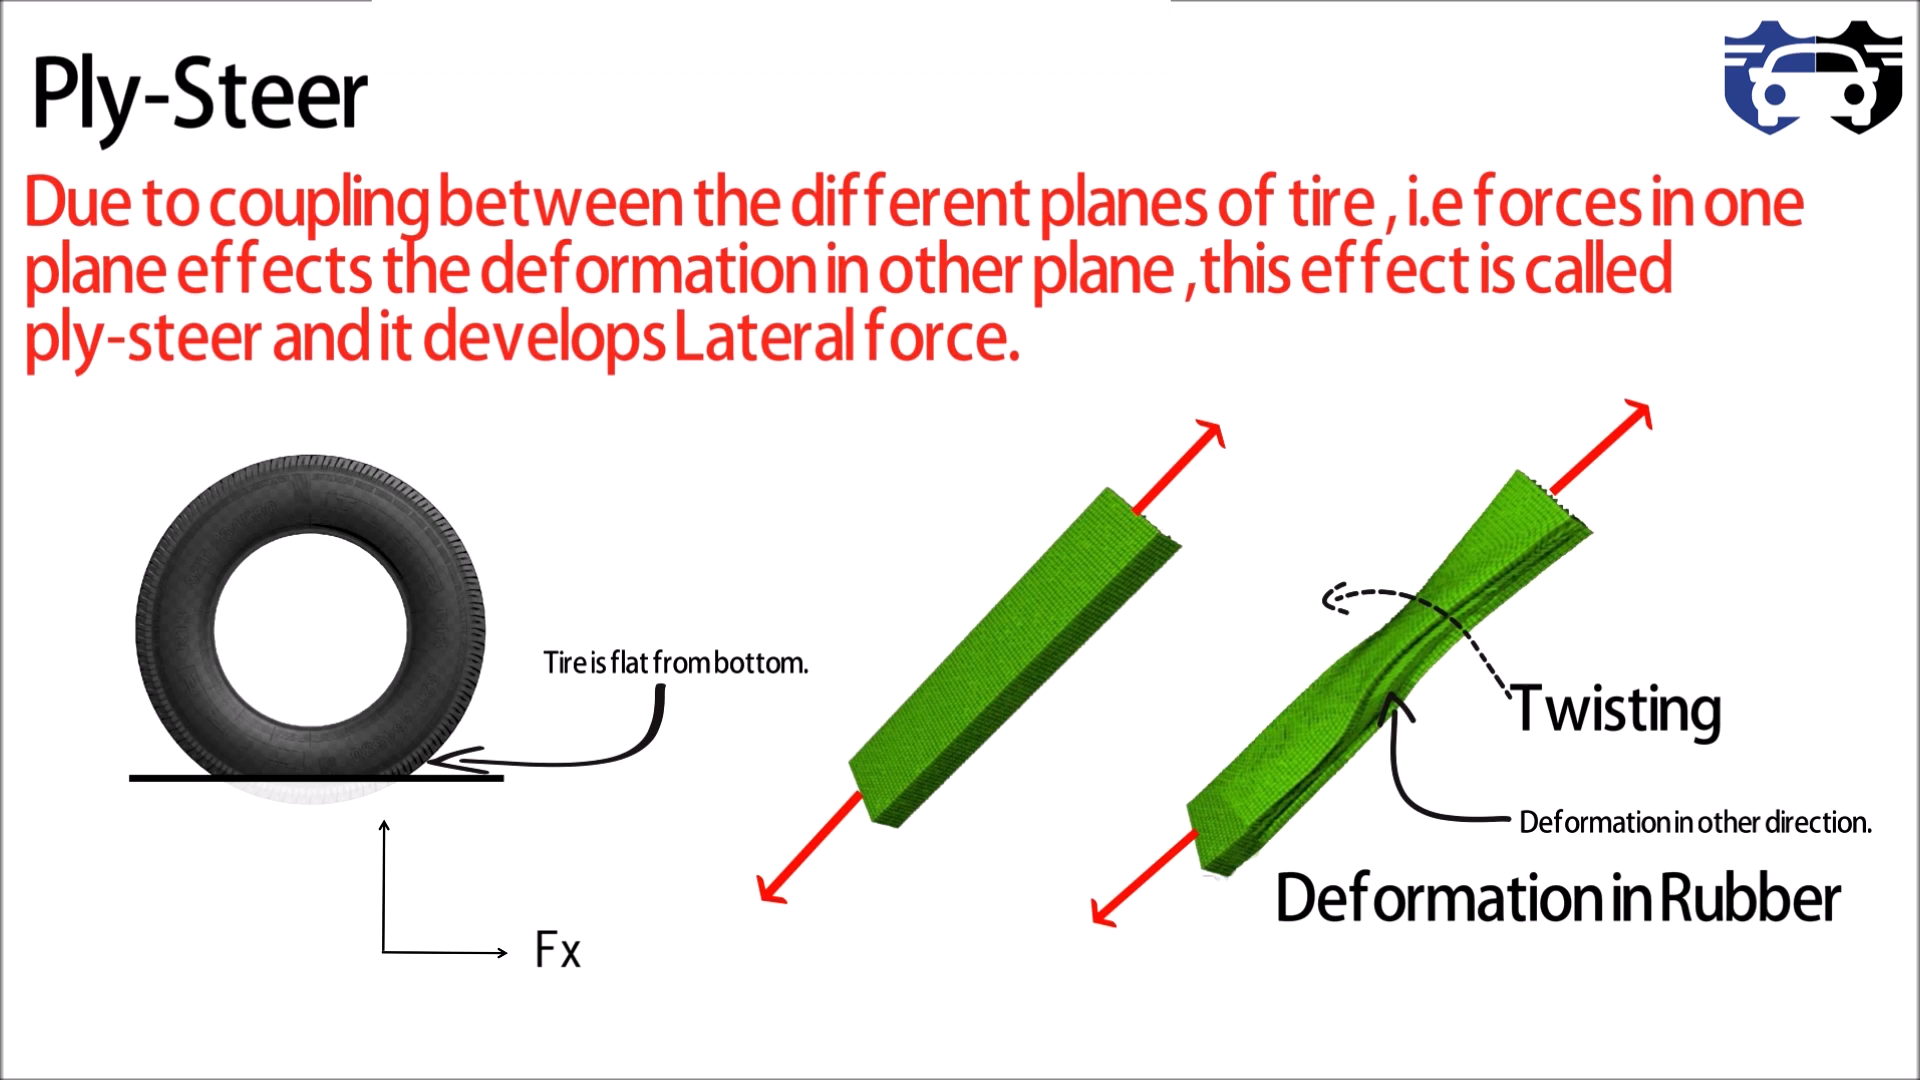 Ply-Steer
Due to coupling between the different planes of tire , i.e forces in one
plane effects the deformation in other plane ,this effect is called
ply-steer and it develops Lateral force.
Tire is flat from bottom.
Twisting
Deformation in other direction.
Deformation in Rubber
Fx